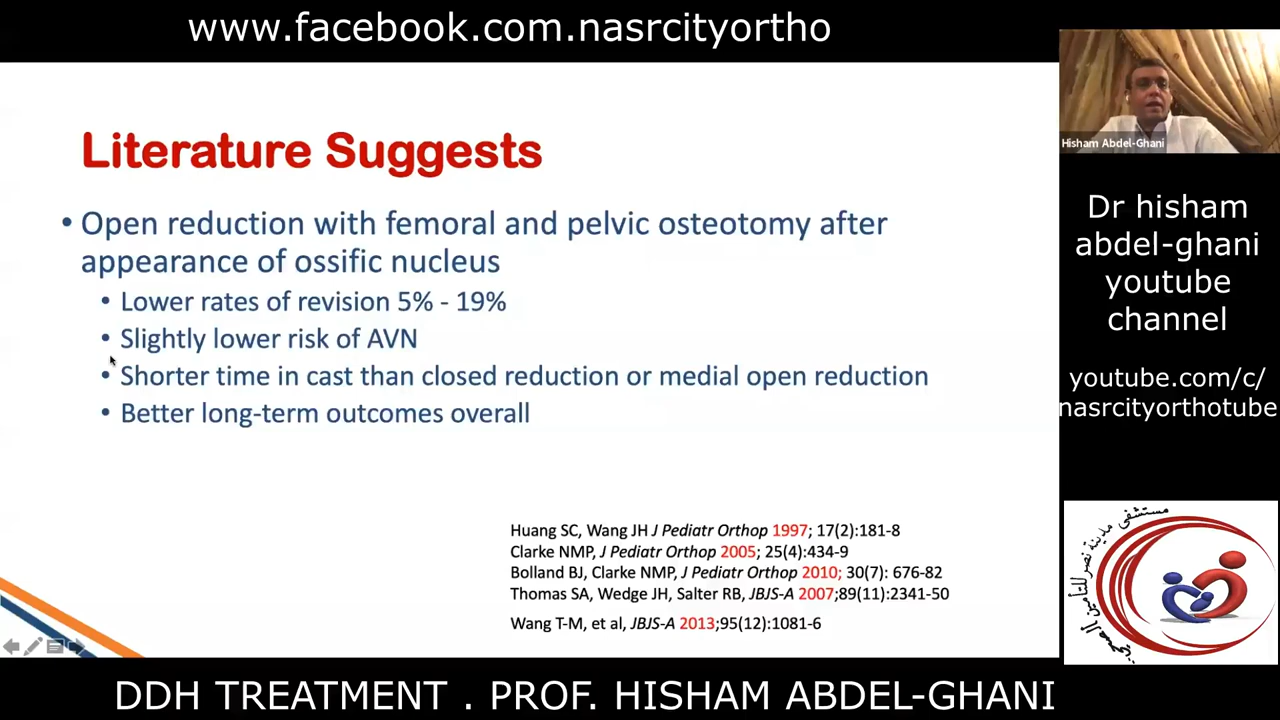 www.facebook.com.nasrcityortho
Literature Suggests
• Open reduction with femoral and pelvic osteotomy after
appearance of ossific nucleus
• Lower rates of revision 5% - 19%
• Slightly lower risk of AVN
• Shorter time in cast than closed reduction or medial open reduction
• Better long-term outcomes overall
Huang SC, Wang JH J Pediatr Orthop 1997; 17(2):181-8
Clarke NMP, J Pediatr Orthop 2005; 25(4):434-9
Bolland BJ, Clarke NMP, J Pediatr Orthop 2010; 30(7): 676-82
Thomas SA, Wedge JH, Salter RB, JBJS-A 2007;89(11):2341-50
Wang T-M, et al, JBJS-A 2013;95(12):1081-6
Hisham Abdel-Ghani
Dr hisham
abdel-ghani
youtube
channel
youtube.com/c/
nasrcityorthotube
مستشفى مدينة نصر للتأمين الصحى
DDH TREATMENT . PROF. HISHAM ABDEL-GHANI